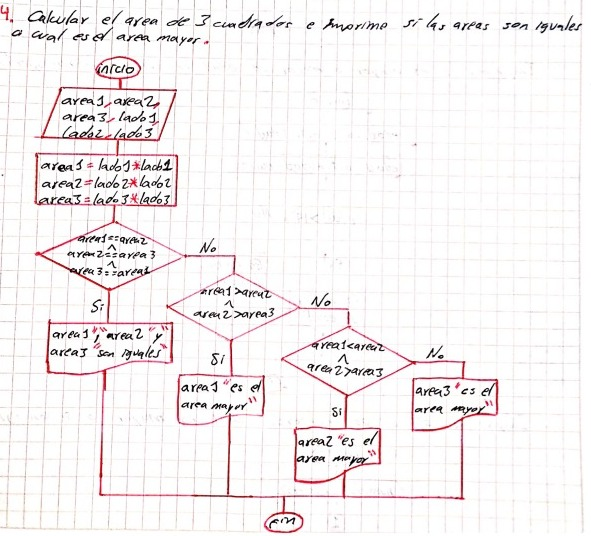 4. Calcular el area de 3 cuadrados e imprime si las areas son iguales
o cual es el area mayor.
inicio
area1, area2,
area3, lado1,
lado2, lado3
area1 = lado1*lado1
area2=lado2*lado2
area3=lado3*lado3
area1==area2
^
area2==area3
^
area3==area1
No
Si
area1 "," area2 "y"
area3 "son iguales"
area1>area2
^
area2>area3
No
Si
area1 "es el
area mayor"
area1<area2
^
area2>area3
No
Si
area2 "es el
area mayor"
area3 "es el
area mayor"
fin